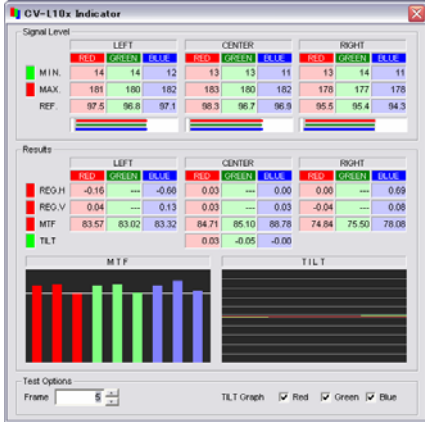 CV-L10x Indicator
Signal Level
LEFT CENTER RIGHT
RED GREEN BLUE RED GREEN BLUE RED GREEN BLUE
MIN. 14 14 12 13 13 11 13 14 11
MAX. 181 180 182 183 180 182 178 177 178
REF. 97.5 96.8 97.1 98.3 96.7 96.9 95.5 95.4 94.3
Results
LEFT CENTER RIGHT
RED GREEN BLUE RED GREEN BLUE RED GREEN BLUE
REG.H -0.16 --- -0.68 0.03 --- 0.00 0.08 --- 0.69
REG.V 0.04 --- 0.13 0.03 --- 0.03 -0.04 --- 0.08
MTF 83.57 83.02 83.32 84.71 85.10 88.78 74.84 75.50 78.08
TILT 0.03 -0.05 -0.00
MTF TILT
Test Options
Frame 5 TILT Graph Red Green Blue